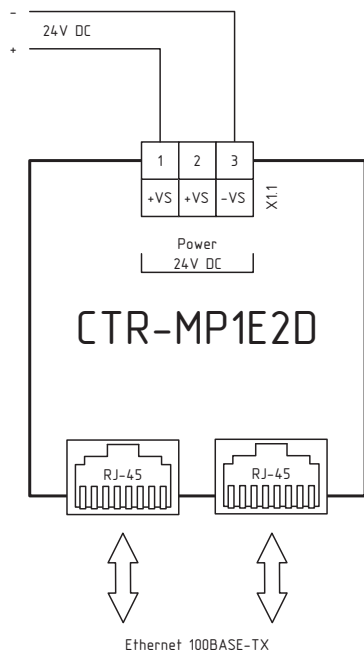 -
24V DC
+
1 2 3
+VS +VS -VS
X1.1
Power
24V DC
CTR-MP1E2D
RJ-45 RJ-45
Ethernet 100BASE-TX